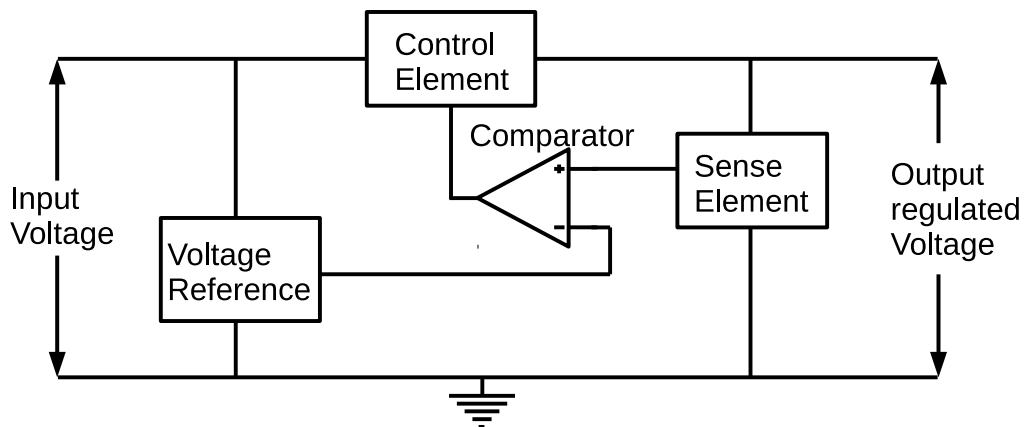 Control
Element
Comparator
+
−
Sense
Element
Input
Voltage
Voltage
Reference
Output
regulated
Voltage